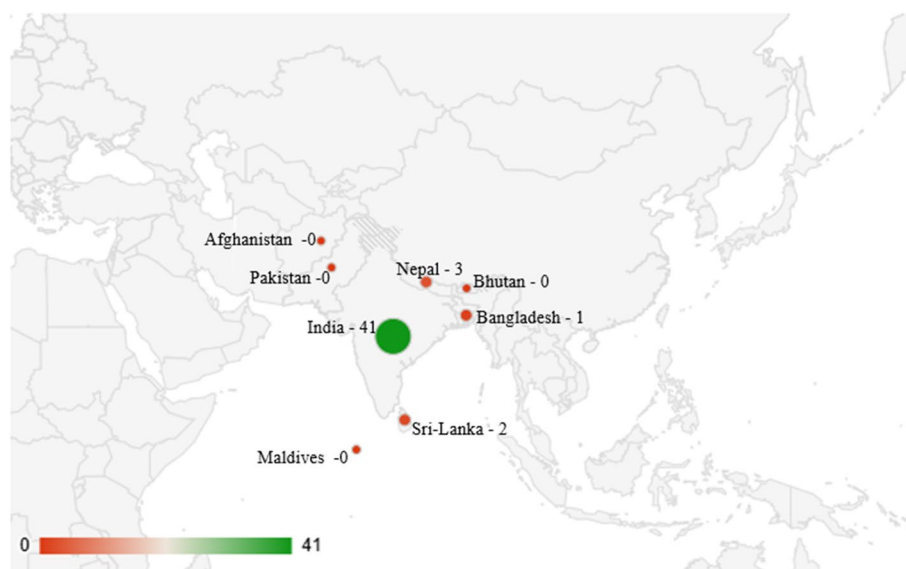 Afghanistan -0
Pakistan -0
Nepal - 3
Bhutan - 0
India - 41
Bangladesh - 1
Sri-Lanka - 2
Maldives -0
0
41